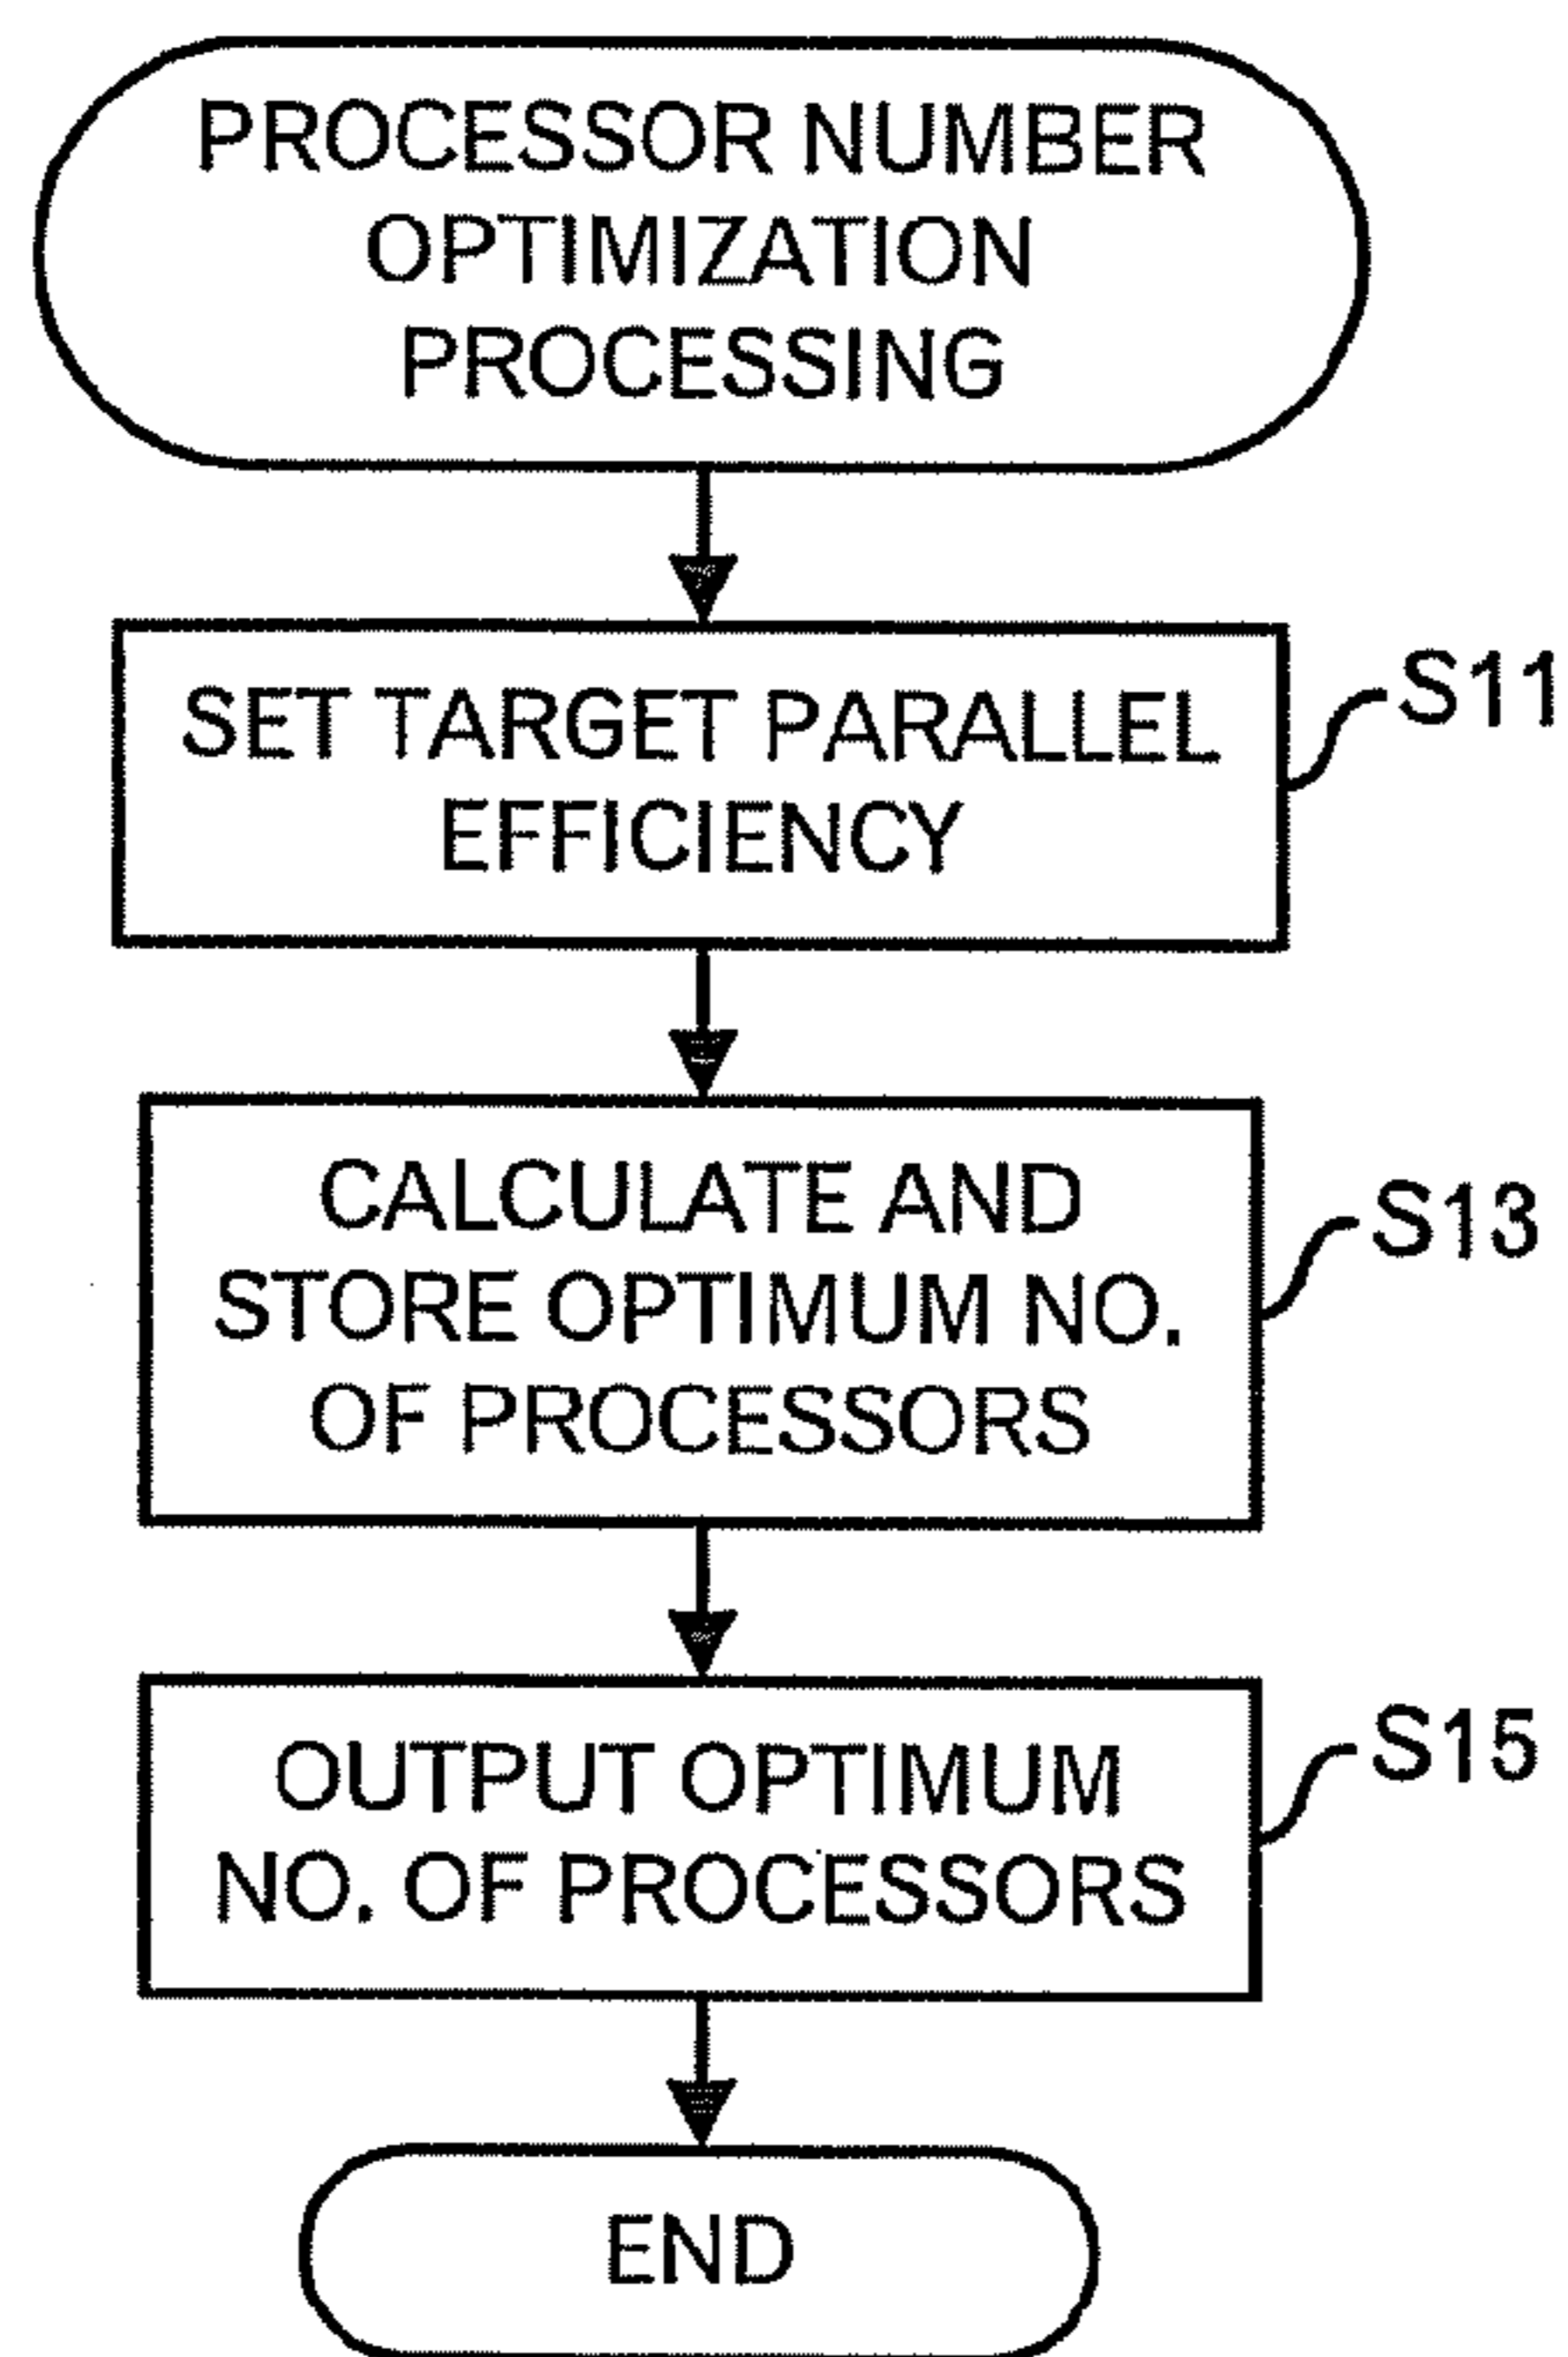 PROCESSOR NUMBER
OPTIMIZATION
PROCESSING
SET TARGET PARALLEL
EFFICIENCY
S11
CALCULATE AND
STORE OPTIMUM NO.
OF PROCESSORS
S13
OUTPUT OPTIMUM
NO. OF PROCESSORS
S15
END